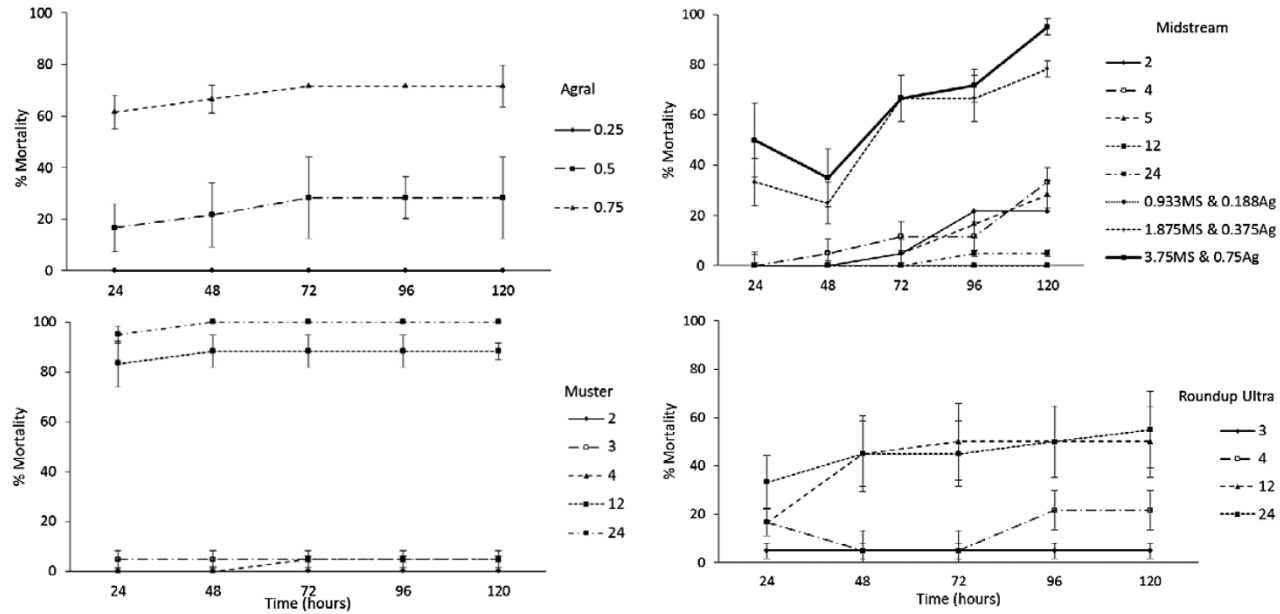 100
80
60
40
20
0
% Mortality
24 48 72 96 120
Agral
0.25
0.5
0.75
100
80
60
40
20
0
% Mortality
24 48 72 96 120
Midstream
2
4
5
12
24
0.933MS & 0.188Ag
1.875MS & 0.375Ag
3.75MS & 0.75Ag
100
80
60
40
20
0
% Mortality
24 48 72 96 120
Time (hours)
Muster
2
3
4
12
24
100
80
60
40
20
0
% Mortality
24 48 72 96 120
Time (hours)
Roundup Ultra
3
4
12
24